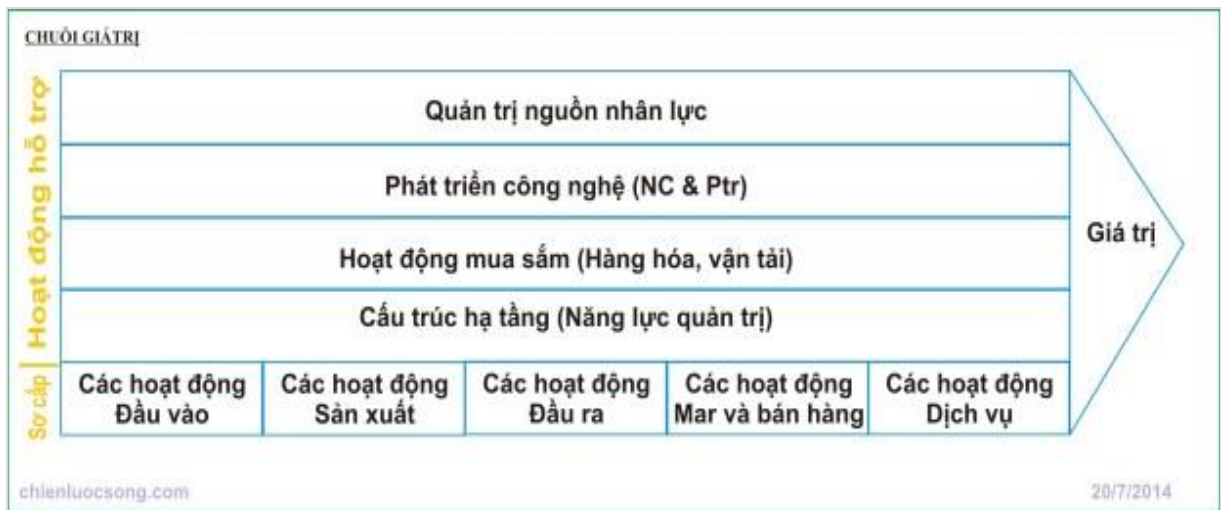 CHUỖI GIÁTRỊ
Hoạt động hỗ trợ
Quản trị nguồn nhân lực
Phát triển công nghệ (NC & Ptr)
Hoạt động mua sắm (Hàng hóa, vận tải)
Cấu trúc hạ tầng (Năng lực quản trị)
Giá trị
Sơ cấp
Các hoạt động
Đầu vào
Các hoạt động
Sản xuất
Các hoạt động
Đầu ra
Các hoạt động
Mar và bán hàng
Các hoạt động
Dịch vụ
chienluocsong.com
20/7/2014